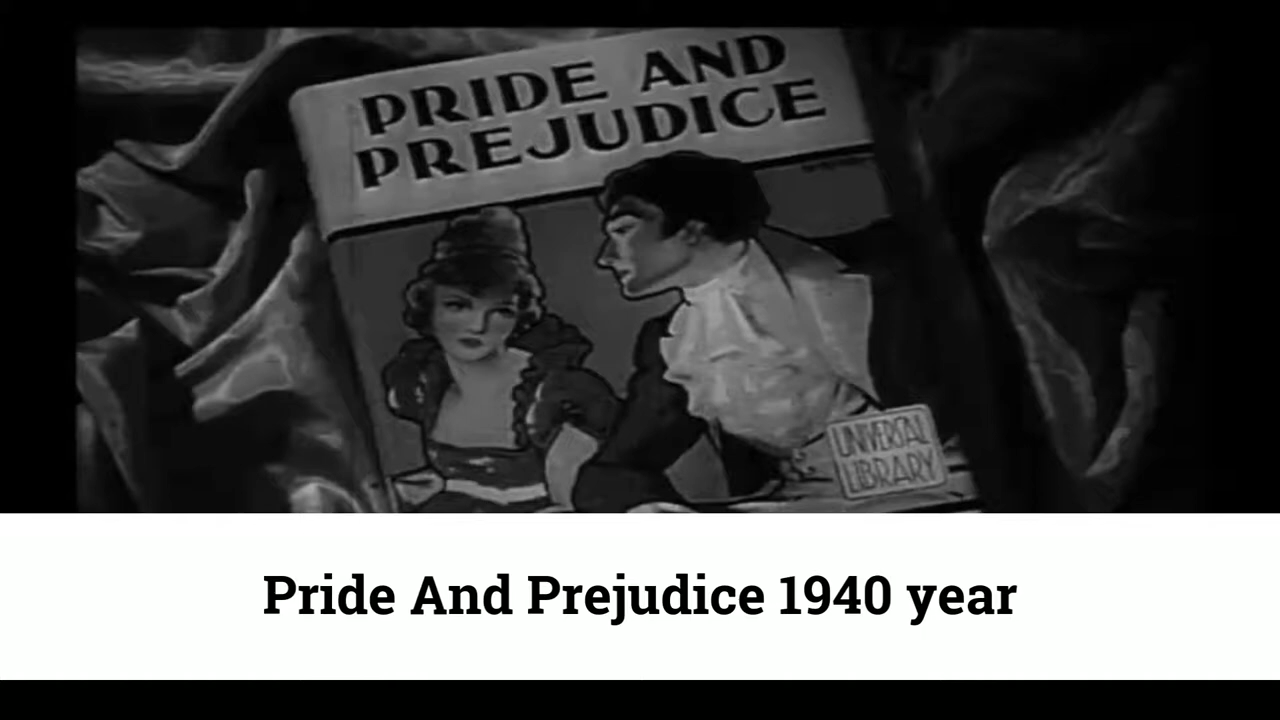 PRIDE AND
PREJUDICE
UNIVERSAL
LIBRARY
Pride And Prejudice 1940 year